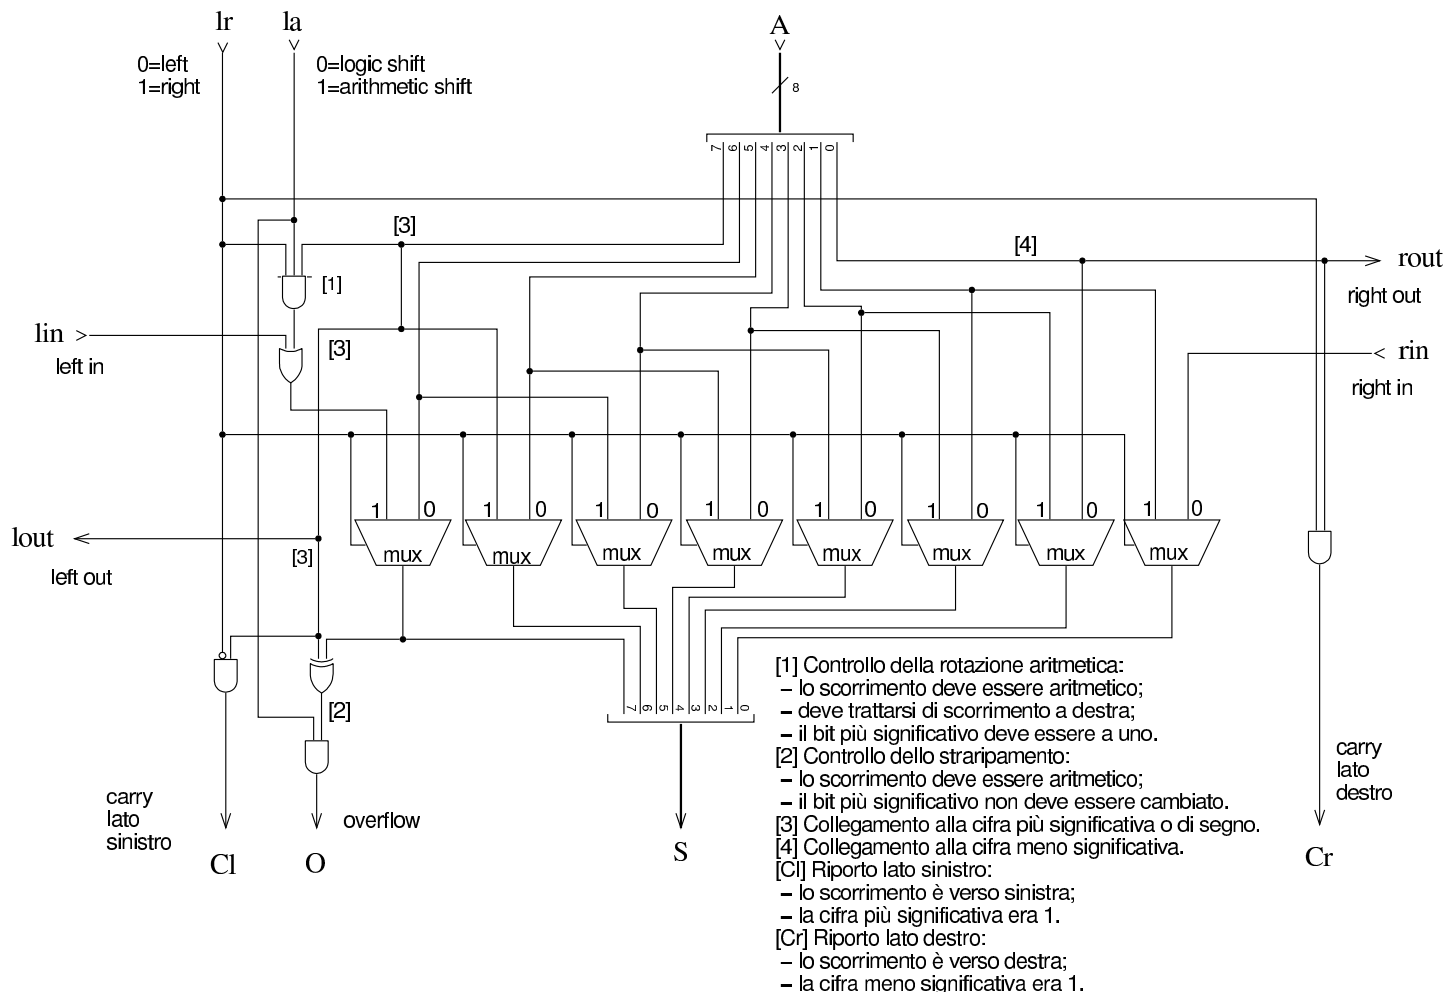 lr
la
A
0=left
1=right
0=logic shift
1=arithmetic shift
8
7 6 5 4 3 2 1 0
[3]
[4]
rout
right out
[1]
lin
left in
[3]
rin
right in
1 0 1 0 1 0 1 0 1 0 1 0 1 0 1 0
mux mux mux mux mux mux mux mux
lout
left out
[3]
[2]
7 6 5 4 3 2 1 0
carry
lato
sinistro
overflow
Cl
O
S
carry
lato
destro
Cr
[1] Controllo della rotazione aritmetica:
– lo scorrimento deve essere aritmetico;
– deve trattarsi di scorrimento a destra;
– il bit più significativo deve essere a uno.
[2] Controllo dello straripamento:
– lo scorrimento deve essere aritmetico;
– il bit più significativo non deve essere cambiato.
[3] Collegamento alla cifra più significativa o di segno.
[4] Collegamento alla cifra meno significativa.
[Cl] Riporto lato sinistro:
– lo scorrimento è verso sinistra;
– la cifra più significativa era 1.
[Cr] Riporto lato destro:
– lo scorrimento è verso destra;
– la cifra meno significativa era 1.